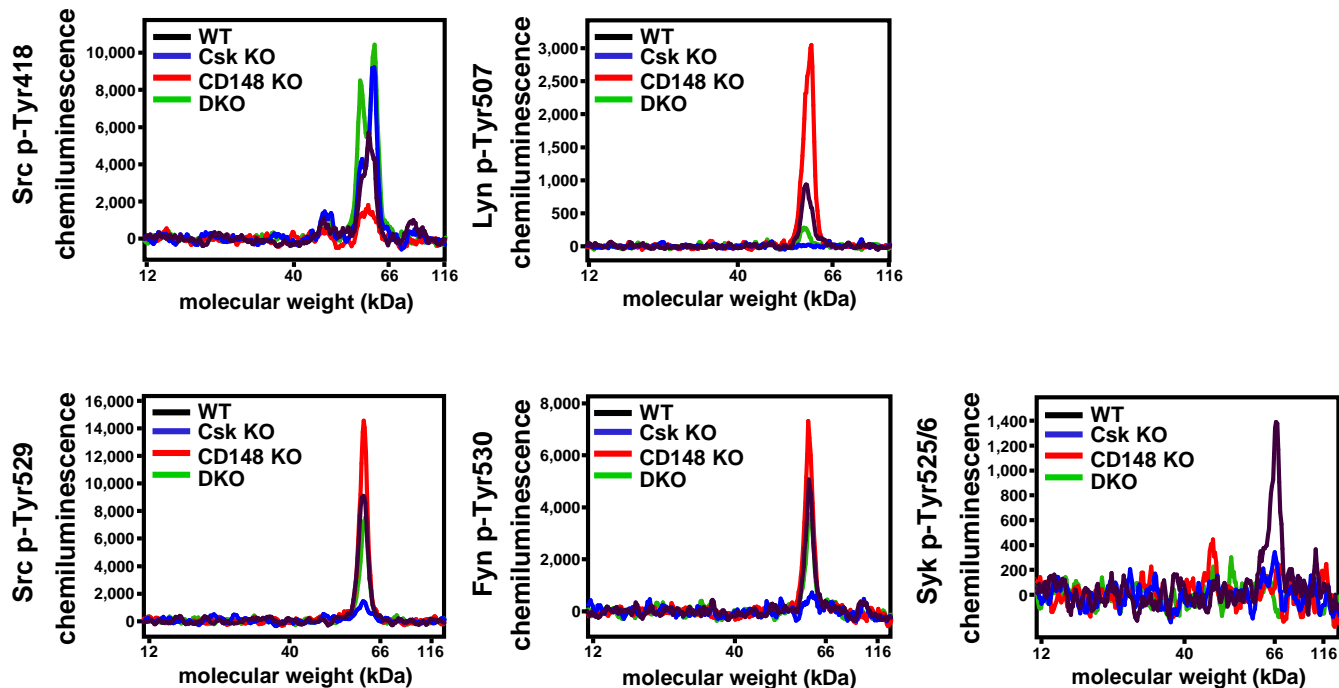 Src p-Tyr418
chemiluminescence
10,000
8,000
6,000
4,000
2,000
0
WT
Csk KO
CD148 KO
DKO
12
40
66
116
molecular weight (kDa)
Lyn p-Tyr507
chemiluminescence
3,000
2,500
2,000
1,500
1,000
500
0
WT
Csk KO
CD148 KO
DKO
12
40
66
116
molecular weight (kDa)
Src p-Tyr529
chemiluminescence
16,000
14,000
12,000
10,000
8,000
6,000
4,000
2,000
0
WT
Csk KO
CD148 KO
DKO
12
40
66
116
molecular weight (kDa)
Fyn p-Tyr530
chemiluminescence
8,000
6,000
4,000
2,000
0
WT
Csk KO
CD148 KO
DKO
12
40
66
116
molecular weight (kDa)
Syk p-Tyr525/6
chemiluminescence
1,400
1,200
1,000
800
600
400
200
0
WT
Csk KO
CD148 KO
DKO
12
40
66
116
molecular weight (kDa)